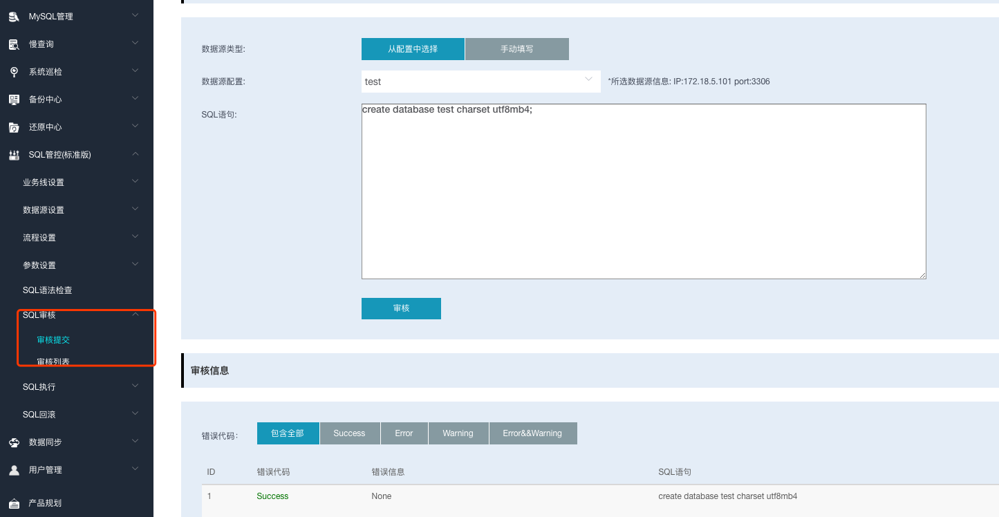 MySQL管理
慢查询
系统巡检
备份中心
还原中心
SQL管控(标准版)
业务线设置
数据源设置
流程设置
参数设置
SQL语法检查
SQL审核
审核提交
审核列表
SQL执行
SQL回滚
数据同步
用户管理
产品规划
数据源类型: 从配置中选择 手动填写
数据源配置: test *所选数据源信息: IP:172.18.5.101 port:3306
SQL语句: create database test charset utf8mb4;
审核
审核信息
错误代码： 包含全部 Success Error Warning Error&&Warning
ID 错误代码 错误信息 SQL语句
1 Success None create database test charset utf8mb4